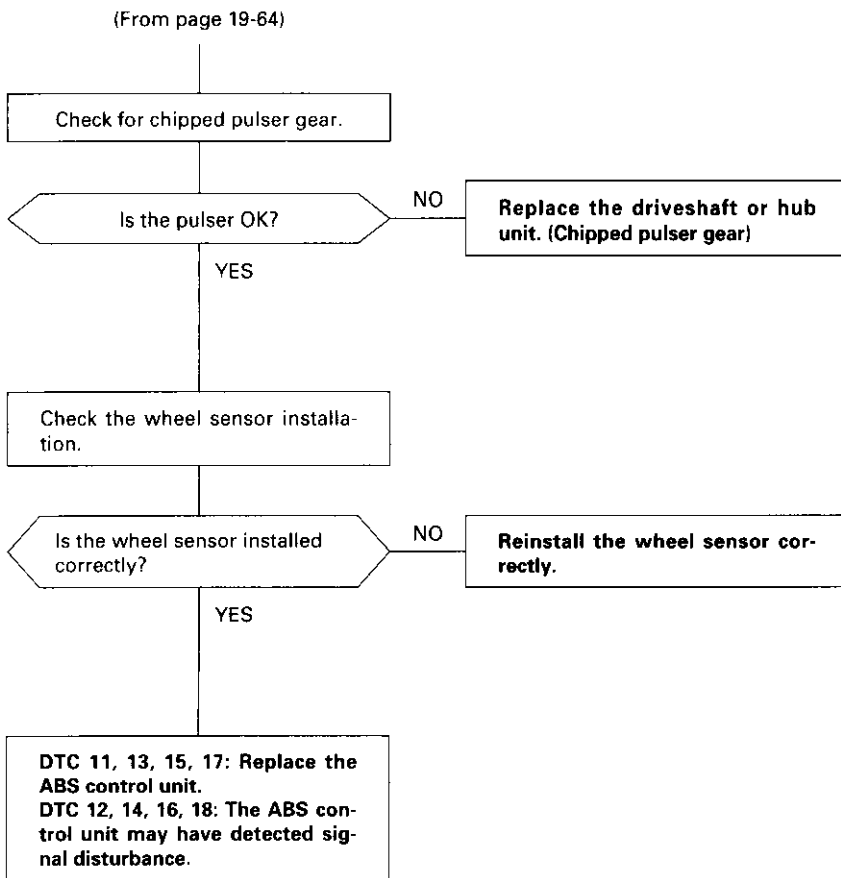 (From page 19-64)
Check for chipped pulser gear.
Is the pulser OK?
NO
Replace the driveshaft or hub
unit. (Chipped pulser gear)
YES
Check the wheel sensor installa-
tion.
Is the wheel sensor installed
correctly?
NO
Reinstall the wheel sensor cor-
rectly.
YES
DTC 11, 13, 15, 17: Replace the
ABS control unit.
DTC 12, 14, 16, 18: The ABS con-
trol unit may have detected sig-
nal disturbance.